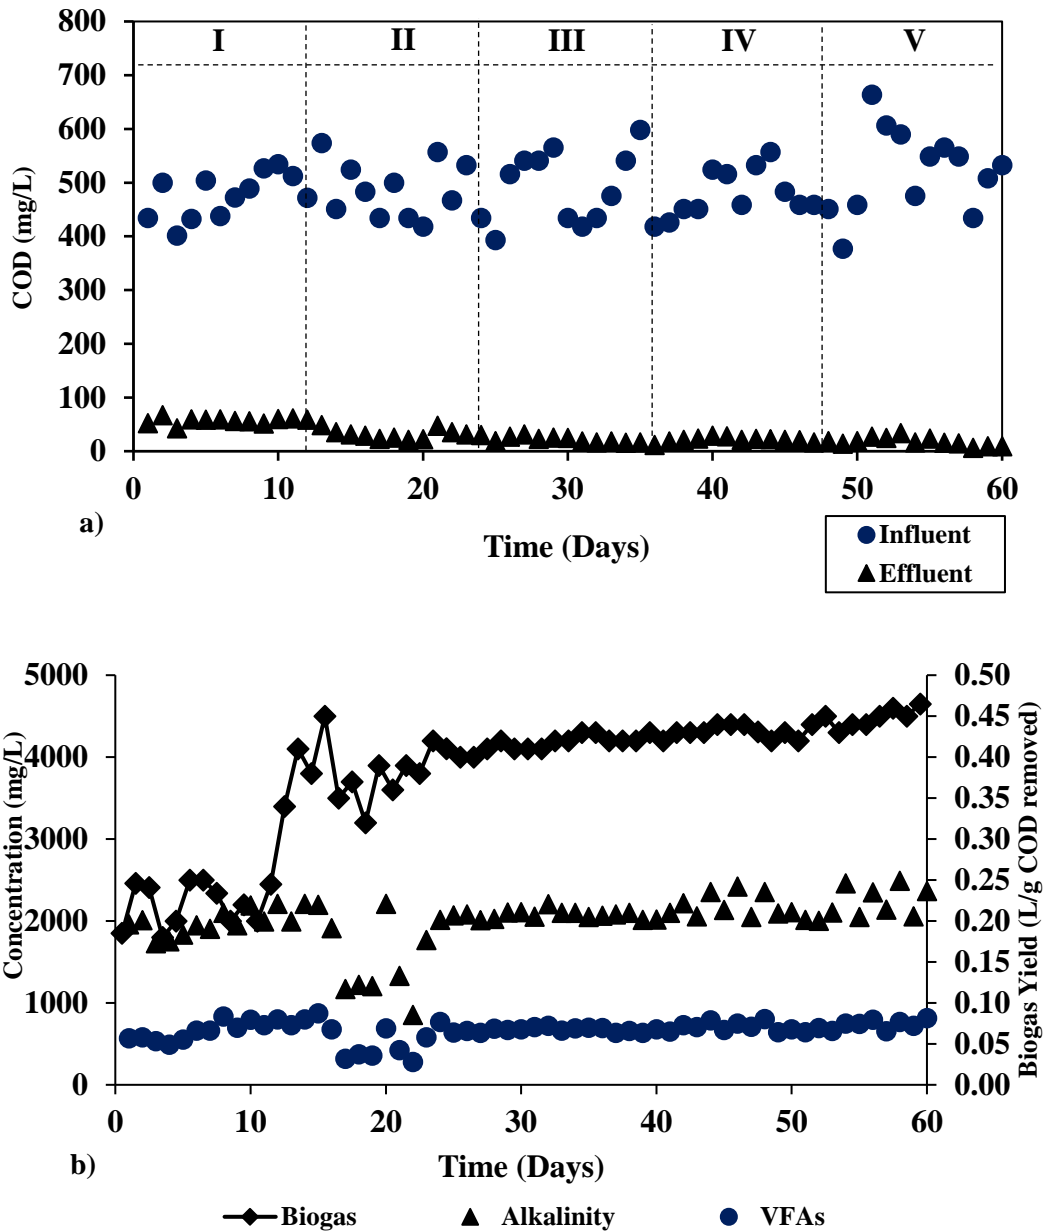 800
700
600
500
400
300
200
100
0
COD (mg/L)
I II III IV V
0 10 20 30 40 50 60
a)
Time (Days)
Influent
Effluent
5000
4000
3000
2000
1000
0
Concentration (mg/L)
0.50
0.45
0.40
0.35
0.30
0.25
0.20
0.15
0.10
0.05
0.00
Biogas Yield (L/g COD removed)
0 10 20 30 40 50 60
b)
Time (Days)
Biogas Alkalinity VFAs